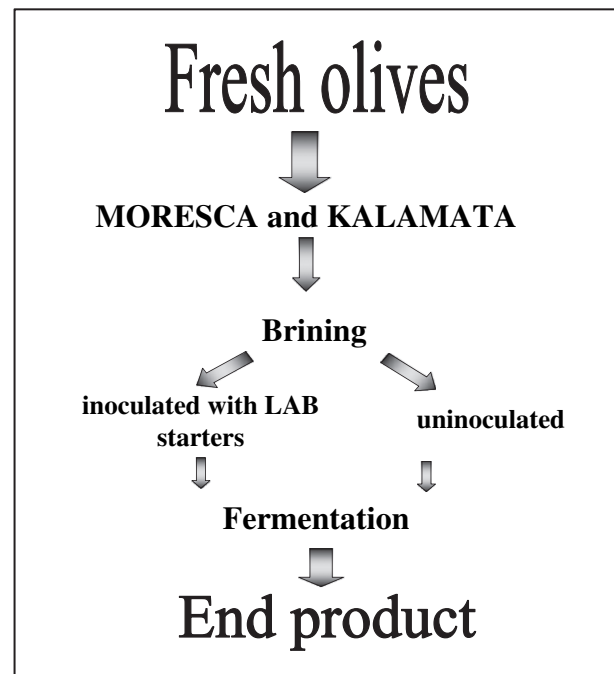 Fresh olives
MORESCA and KALAMATA
Brining
inoculated with LAB
starters
uninoculated
Fermentation
End product